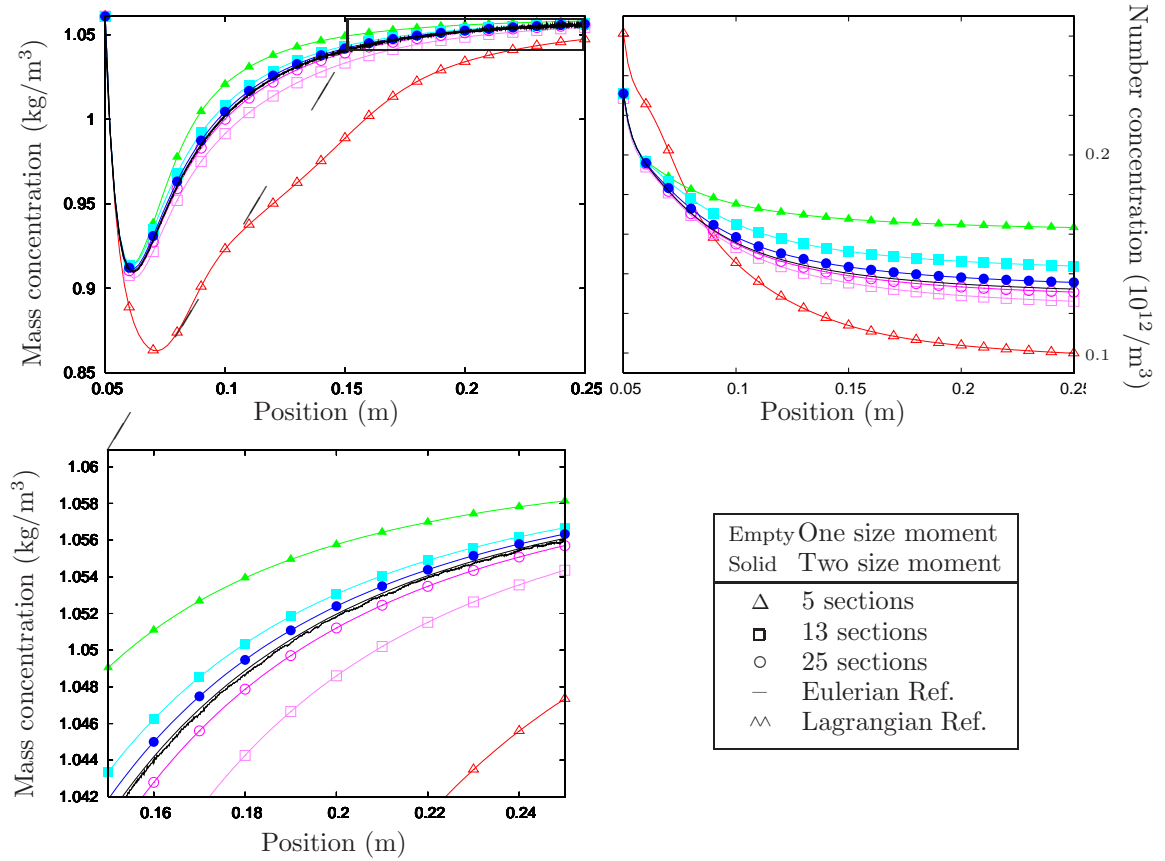 1.05
1
0.95
0.9
0.85
0.05
0.1
0.15
0.2
0.25
Mass concentration (kg/m³)
Position (m)
0.2
0.1
0.05
0.1
0.15
0.2
Number concentration (10¹²/m³)
Position (m)
1.06
1.058
1.056
1.054
1.052
1.05
1.048
1.046
1.044
1.042
0.16
0.18
0.2
0.22
0.24
Mass concentration (kg/m³)
Position (m)
Empty One size moment
Solid Two size moment
5 sections
13 sections
25 sections
Eulerian Ref.
Lagrangian Ref.